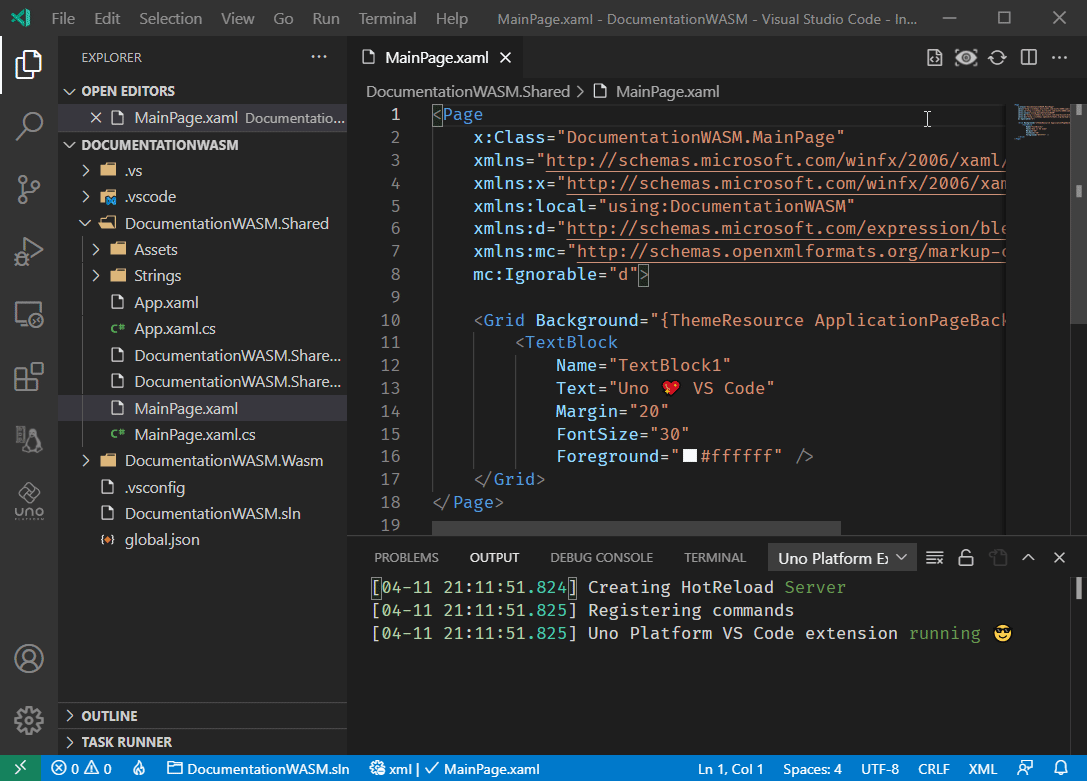 File Edit Selection View Go Run Terminal Help MainPage.xaml - DocumentationWASM - Visual Studio Code - In...
EXPLORER
OPEN EDITORS
MainPage.xaml Documentatio...
DOCUMENTATIONWASM
.vs
.vscode
DocumentationWASM.Shared
Assets
Strings
App.xaml
C# App.xaml.cs
DocumentationWASM.Share...
DocumentationWASM.Share...
MainPage.xaml
C# MainPage.xaml.cs
DocumentationWASM.Wasm
.vsconfig
DocumentationWASM.sln
global.json
OUTLINE
TASK RUNNER
UNO
MainPage.xaml
DocumentationWASM.Shared > MainPage.xaml
1 <Page
2 x:Class="DocumentationWASM.MainPage"
3 xmlns="http://schemas.microsoft.com/winfx/2006/xaml/
4 xmlns:x="http://schemas.microsoft.com/winfx/2006/xam
5 xmlns:local="using:DocumentationWASM"
6 xmlns:d="http://schemas.microsoft.com/expression/ble
7 xmlns:mc="http://schemas.openxmlformats.org/markup-c
8 mc:Ignorable="d">
9
10 <Grid Background="{ThemeResource ApplicationPageBack
11 <TextBlock
12 Name="TextBlock1"
13 Text="Uno 💖 VS Code"
14 Margin="20"
15 FontSize="30"
16 Foreground="#ffffff" />
17 </Grid>
18 </Page>
19
PROBLEMS OUTPUT DEBUG CONSOLE TERMINAL Uno Platform Ex
[04-11 21:11:51.824] Creating HotReload Server
[04-11 21:11:51.825] Registering commands
[04-11 21:11:51.825] Uno Platform VS Code extension running 😎
0 0 DocumentationWASM.sln xml | ✓ MainPage.xaml Ln 1, Col 1 Spaces: 4 UTF-8 CRLF XML